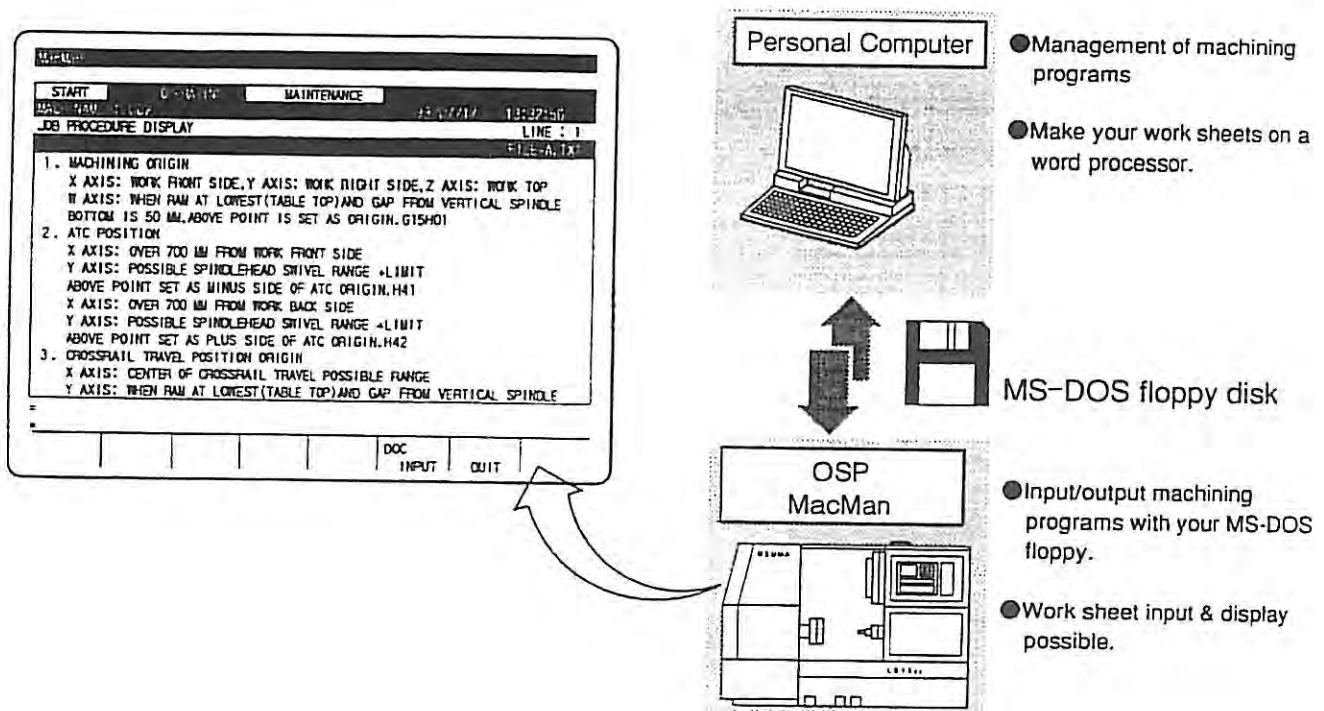 MacMan
START
MAINTENANCE
JOB PROCEDURE DISPLAY
LINE : 1
FILE-A.TXT
1. MACHINING ORIGIN
X AXIS: WORK FRONT SIDE,Y AXIS: WORK RIGHT SIDE,Z AXIS: WORK TOP
W AXIS: WHEN RAM AT LOWEST(TABLE TOP)AND GAP FROM VERTICAL SPINDLE
BOTTOM IS 50 MM,ABOVE POINT IS SET AS ORIGIN.G15H01
2. ATC POSITION
X AXIS: OVER 700 MM FROM WORK FRONT SIDE
Y AXIS: POSSIBLE SPINDLEHEAD SWIVEL RANGE +LIMIT
ABOVE POINT SET AS MINUS SIDE OF ATC ORIGIN.H41
X AXIS: OVER 700 MM FROM WORK BACK SIDE
Y AXIS: POSSIBLE SPINDLEHEAD SWIVEL RANGE +LIMIT
ABOVE POINT SET AS PLUS SIDE OF ATC ORIGIN.H42
3. CROSSRAIL TRAVEL POSITION ORIGIN
X AXIS: CENTER OF CROSSRAIL TRAVEL POSSIBLE RANGE
Y AXIS: WHEN RAM AT LOWEST(TABLE TOP)AND GAP FROM VERTICAL SPINDLE
=
DOC
INPUT
QUIT
Personal Computer
●Management of machining
programs
●Make your work sheets on a
word processor.
MS-DOS floppy disk
OSP
MacMan
●Input/output machining
programs with your MS-DOS
floppy.
●Work sheet input & display
possible.
OKUMA